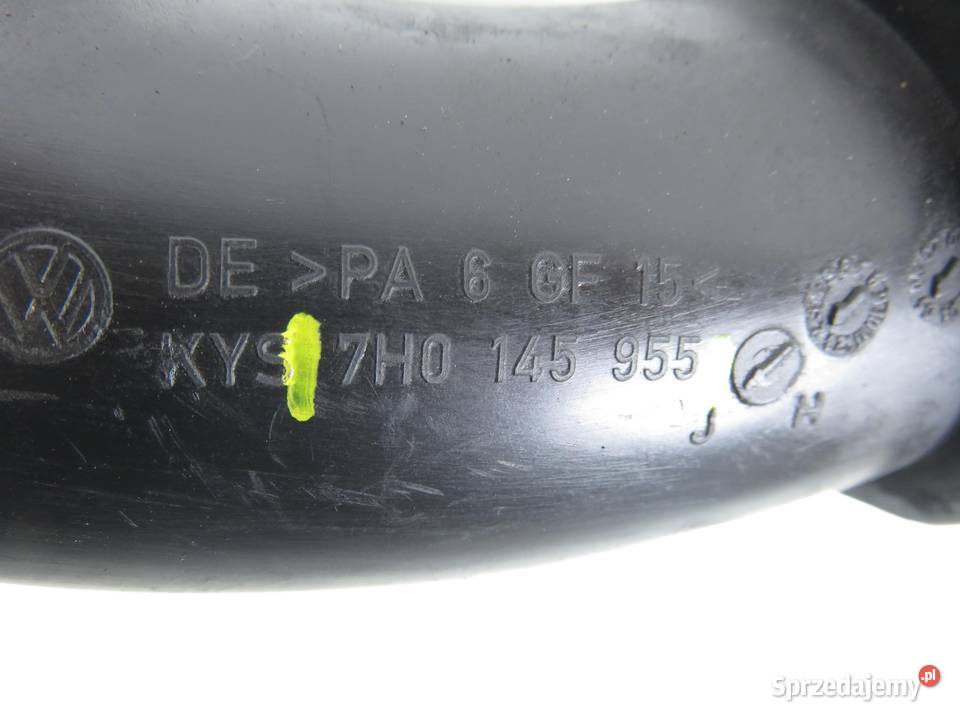 DE >PA 6 GF 15<
KYS 7H0 145 955
J H
Sprzedajemy.pl